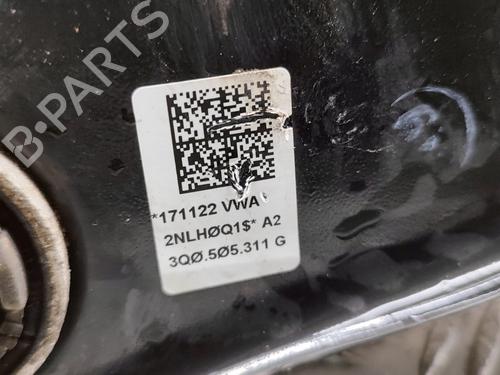 B-PARTS
*171122 VWA
2NLHØQ1$* A2
3QØ.5Ø5.311 G